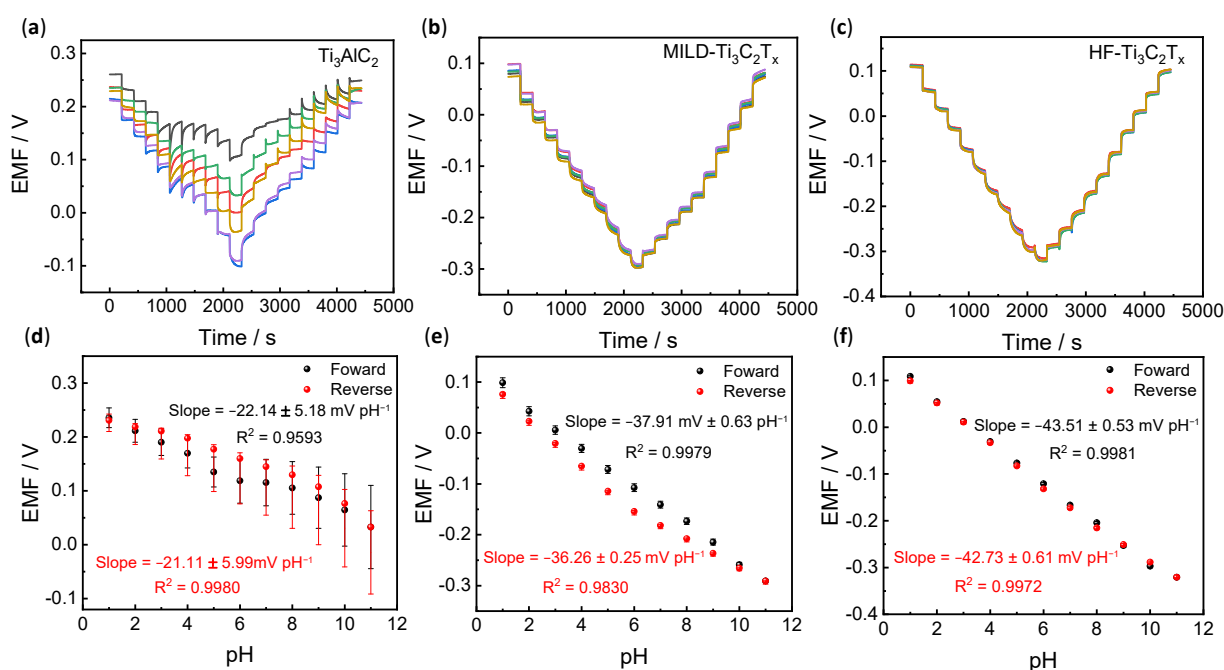 (a)
Ti₃AlC₂
0.3
0.2
0.1
0.0
-0.1
EMF / V
0 1000 2000 3000 4000 5000
Time / s
(b)
MILD-Ti₃C₂Tₓ
0.1
0.0
-0.1
-0.2
-0.3
EMF / V
0 1000 2000 3000 4000 5000
Time / s
(c)
HF-Ti₃C₂Tₓ
0.2
0.1
0.0
-0.1
-0.2
-0.3
-0.4
EMF / V
0 1000 2000 3000 4000 5000
Time / s
(d)
Foward
Reverse
Slope = −22.14 ± 5.18 mV pH⁻¹
R² = 0.9593
Slope = −21.11 ± 5.99mV pH⁻¹
R² = 0.9980
0.3
0.2
0.1
0.0
-0.1
EMF / V
0 2 4 6 8 10 12
pH
(e)
Foward
Reverse
Slope = −37.91 mV ± 0.63 mV pH⁻¹
R² = 0.9979
Slope = −36.26 ± 0.25 mV pH⁻¹
R² = 0.9830
0.1
0.0
-0.1
-0.2
-0.3
EMF / V
0 2 4 6 8 10 12
pH
(f)
Foward
Reverse
Slope = −43.51 ± 0.53 mV pH⁻¹
R² = 0.9981
Slope = −42.73 ± 0.61 mV pH⁻¹
R² = 0.9972
0.2
0.1
0.0
-0.1
-0.2
-0.3
-0.4
EMF / V
0 2 4 6 8 10 12
pH